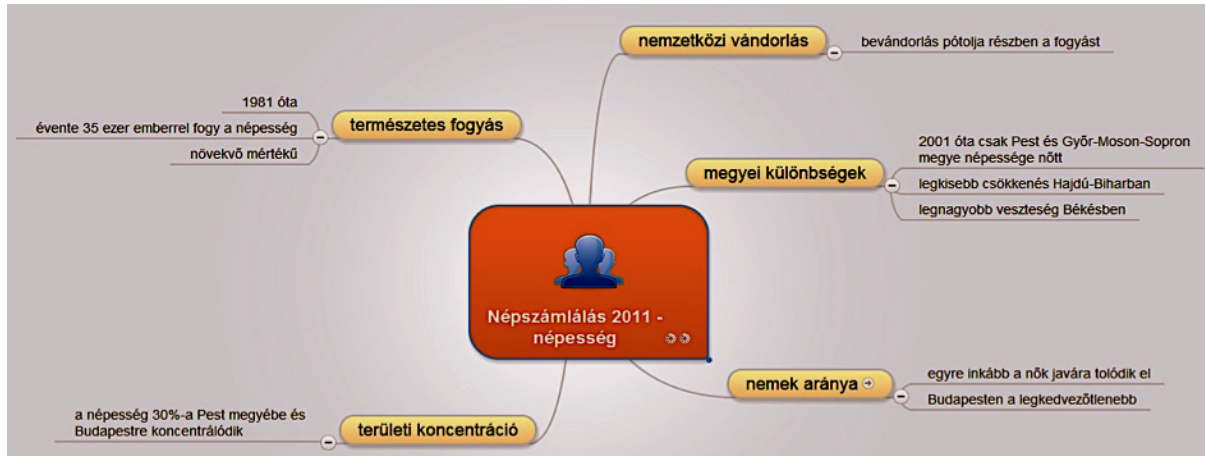 nemzetközi vándorlás
bevándorlás pótolja részben a fogyást
1981 óta
évente 35 ezer emberrel fogy a népesség
növekvő mértékű
természetes fogyás
megyei különbségek
2001 óta csak Pest és Győr-Moson-Sopron
megye népessége nőtt
legkisebb csökkenés Hajdú-Biharban
legnagyobb veszteség Békésben
Népszámlálás 2011 -
népesség
nemek aránya
egyre inkább a nők javára tolódik el
Budapesten a legkedvezőtlenebb
a népesség 30%-a Pest megyébe és
Budapestre koncentrálódik
területi koncentráció